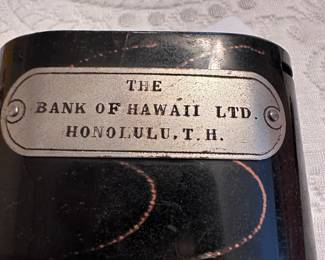 THE
BANK OF HAWAII LTD.
HONOLULU, T. H.